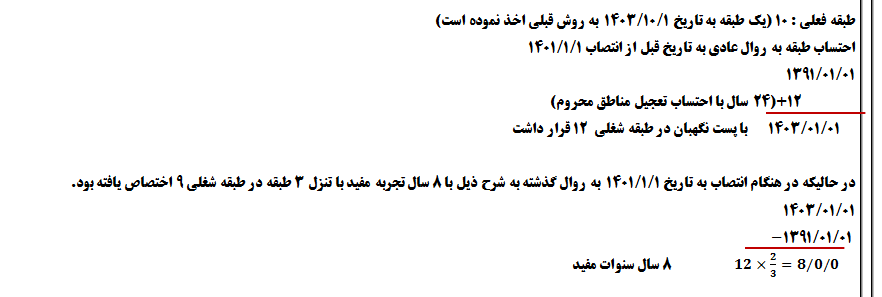 طبقه فعلی : ۱۰ (یک طبقه به تاریخ ۱۴۰۳/۱۰/۱ به روش قبلی اخذ نموده است)
احتساب طبقه به روال عادی به تاریخ قبل از انتصاب ۱۴۰۱/۱/۱
۱۳۹۱/۰۱/۰۱
۱۲+(۲۴ سال با احتساب تعجیل مناطق محروم)
۱۴۰۳/۰۱/۰۱ با پست نگهبان در طبقه شغلی ۱۲ قرار داشت
در حالیکه در هنگام انتصاب به تاریخ ۱۴۰۱/۱/۱ به روال گذشته به شرح ذیل با ۸ سال تجربه مفید با تنزل ۳ طبقه در طبقه شغلی ۹ اختصاص یافته بود.
۱۴۰۳/۰۱/۰۱
−۱۳۹۱/۰۱/۰۱
12 × 2/3 = 8/0/0 ۸ سال سنوات مفید